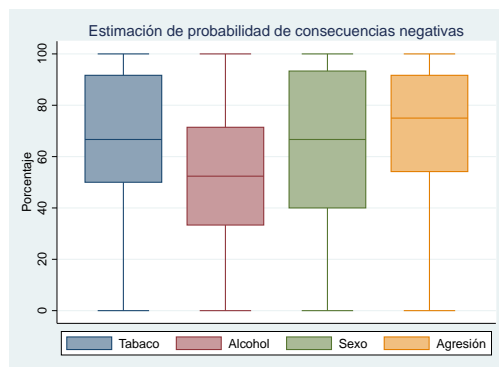 Estimación de probabilidad de consecuencias negativas
Porcentaje
100
80
60
40
20
0
Tabaco Alcohol Sexo Agresión